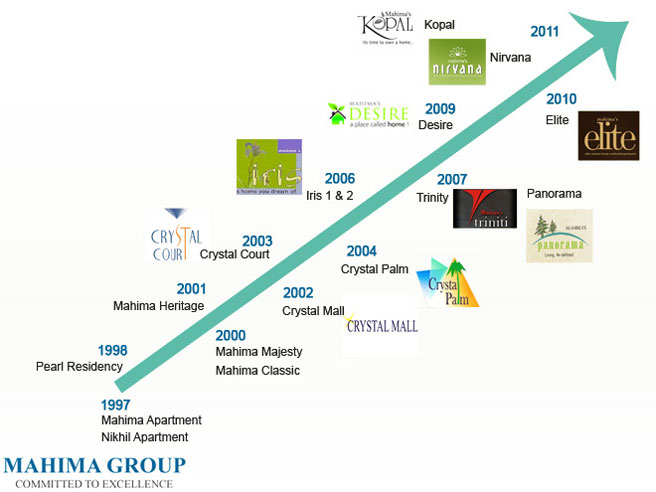 Mahima's
KOPAL
its time to own a home...
Kopal
2011
mahima's
nirvana
Nirvana
MAHIMA'S
DESIRE
a place called home !
2009
Desire
2010
Elite
mahima's
elite
mahima's
iris
a home you dream of
2006
Iris 1 & 2
2007
Trinity
triniti
Panorama
MAHIMA'S
panorama
Living. Re-defined
CRYSTAL
COURT
2003
Crystal Court
2004
Crystal Palm
Crystal
Palm
2001
Mahima Heritage
2002
Crystal Mall
CRYSTAL MALL
2000
Mahima Majesty
Mahima Classic
1998
Pearl Residency
1997
Mahima Apartment
Nikhil Apartment
MAHIMA GROUP
COMMITTED TO EXCELLENCE